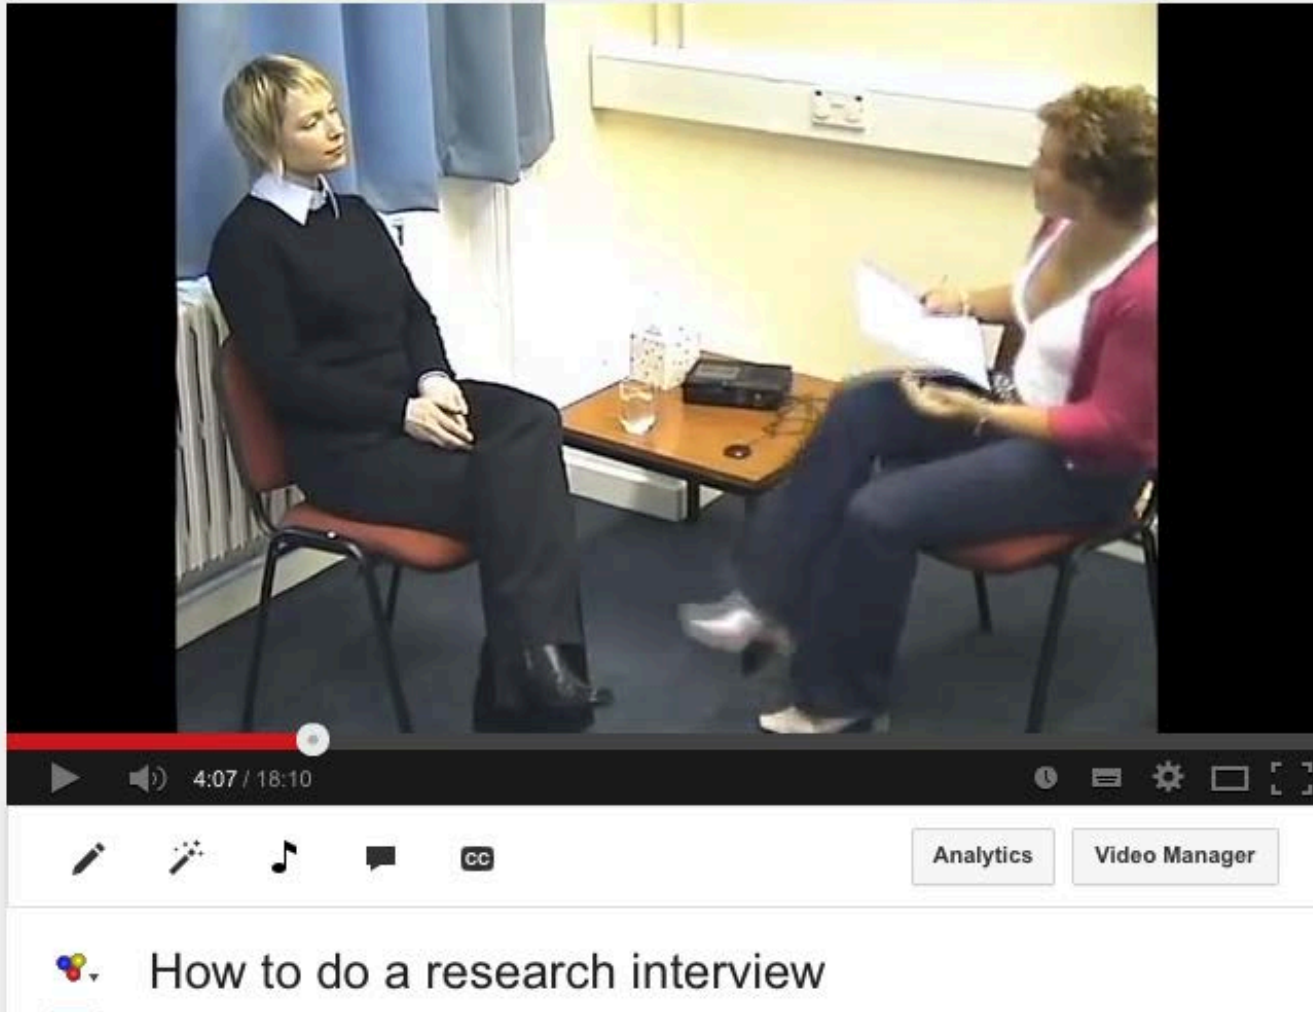 4:07 / 18:10
CC
Analytics
Video Manager
How to do a research interview